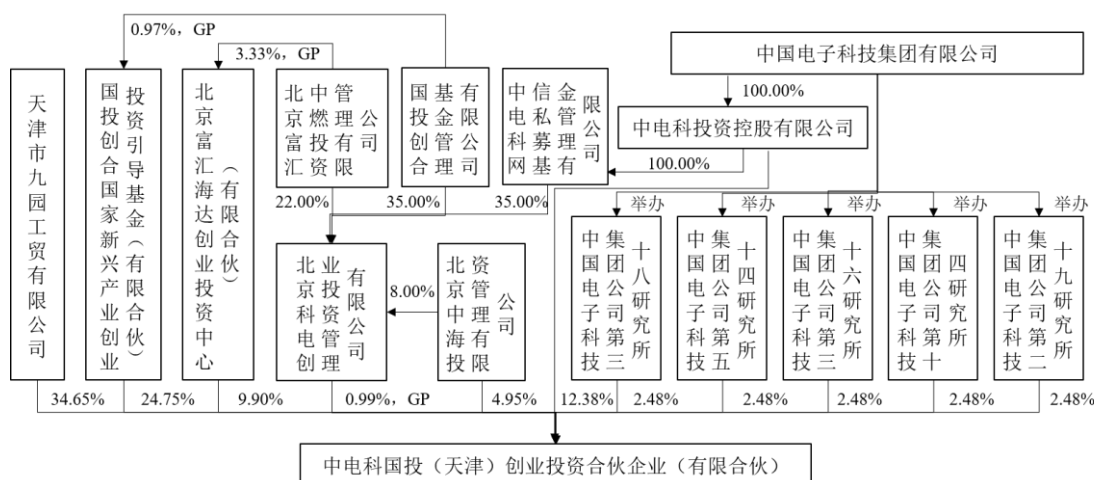 0.97%，GP
3.33%，GP
中国电子科技集团有限公司
100.00%
中电科投资控股有限公司
100.00%
天津市九园工贸有限公司
国投创合国家新兴产业创业
投资引导基金（有限合伙）
北京富汇海达创业投资中心
（有限合伙）
北京富汇
中燃投资
管理有限
公司
国投创合
基金管理
有限公司
中电科网
信私募基
金管理有
限公司
22.00%
35.00%
35.00%
举办
举办
举办
举办
举办
北京科电创
业投资管理
有限公司
8.00%
北京中海投
资管理有限
公司
中国电子科技
集团公司第三
十八研究所
中国电子科技
集团公司第五
十四研究所
中国电子科技
集团公司第三
十六研究所
中国电子科技
集团公司第十
四研究所
中国电子科技
集团公司第二
十九研究所
34.65%
24.75%
9.90%
0.99%，GP
4.95%
12.38%
2.48%
2.48%
2.48%
2.48%
2.48%
中电科国投（天津）创业投资合伙企业（有限合伙）